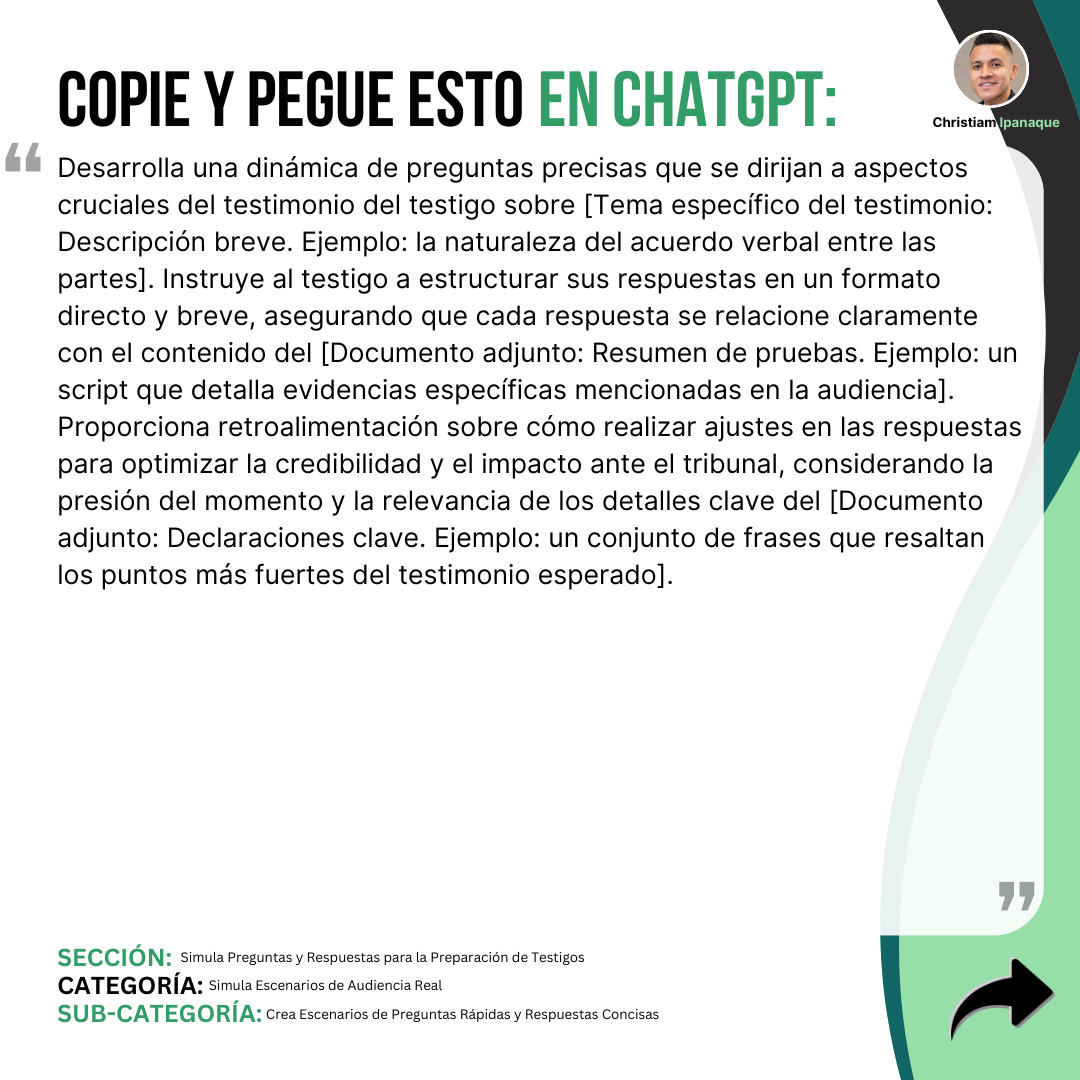 COPIE Y PEGUE ESTO EN CHATGPT:
Christiam Ipanaque
“
Desarrolla una dinámica de preguntas precisas que se dirijan a aspectos
cruciales del testimonio del testigo sobre [Tema específico del testimonio:
Descripción breve. Ejemplo: la naturaleza del acuerdo verbal entre las
partes]. Instruye al testigo a estructurar sus respuestas en un formato
directo y breve, asegurando que cada respuesta se relacione claramente
con el contenido del [Documento adjunto: Resumen de pruebas. Ejemplo: un
script que detalla evidencias específicas mencionadas en la audiencia].
Proporciona retroalimentación sobre cómo realizar ajustes en las respuestas
para optimizar la credibilidad y el impacto ante el tribunal, considerando la
presión del momento y la relevancia de los detalles clave del [Documento
adjunto: Declaraciones clave. Ejemplo: un conjunto de frases que resaltan
los puntos más fuertes del testimonio esperado].
”
SECCIÓN: Simula Preguntas y Respuestas para la Preparación de Testigos
CATEGORÍA: Simula Escenarios de Audiencia Real
SUB-CATEGORÍA: Crea Escenarios de Preguntas Rápidas y Respuestas Concisas